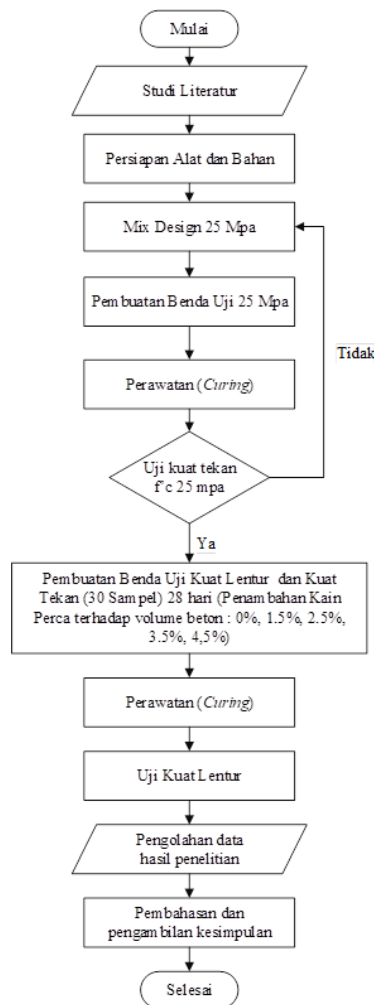 Mulai
Studi Literatur
Persiapan Alat dan Bahan
Mix Design 25 Mpa
Pembuatan Benda Uji 25 Mpa
Tidak
Perawatan (Curing)
Uji kuat tekan
f'c 25 mpa
Ya
Pembuatan Benda Uji Kuat Lentur dan Kuat
Tekan (30 Sampel) 28 hari (Penambahan Kain
Perca terhadap volume beton : 0%, 1.5%, 2.5%,
3.5%, 4,5%)
Perawatan (Curing)
Uji Kuat Lentur
Pengolahan data
hasil penelitian
Pembahasan dan
pengambilan kesimpulan
Selesai